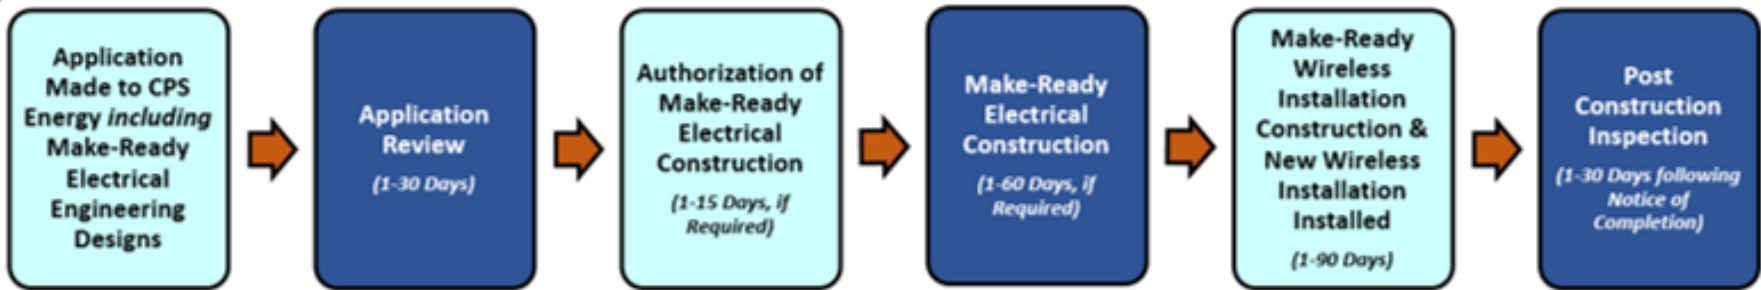 Application
Made to CPS
Energy including
Make-Ready
Electrical
Engineering
Designs
Application
Review
(1-30 Days)
Authorization of
Make-Ready
Electrical
Construction
(1-15 Days, if
Required)
Make-Ready
Electrical
Construction
(1-60 Days, if
Required)
Make-Ready
Wireless
Installation
Construction &
New Wireless
Installation
Installed
(1-90 Days)
Post
Construction
Inspection
(1-30 Days following
Notice of
Completion)